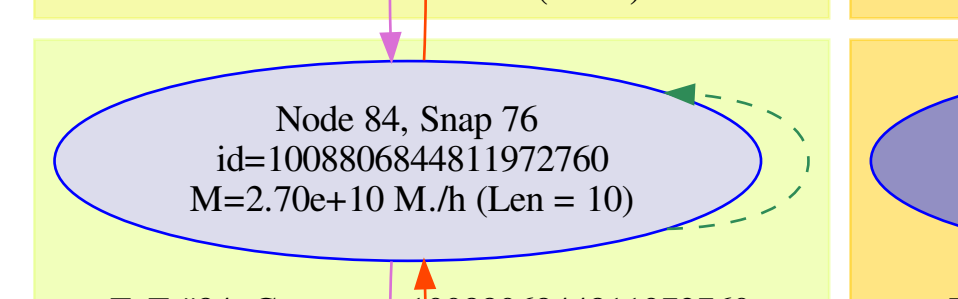 Node 84, Snap 76
id=1008806844811972760
M=2.70e+10 M./h (Len = 10)